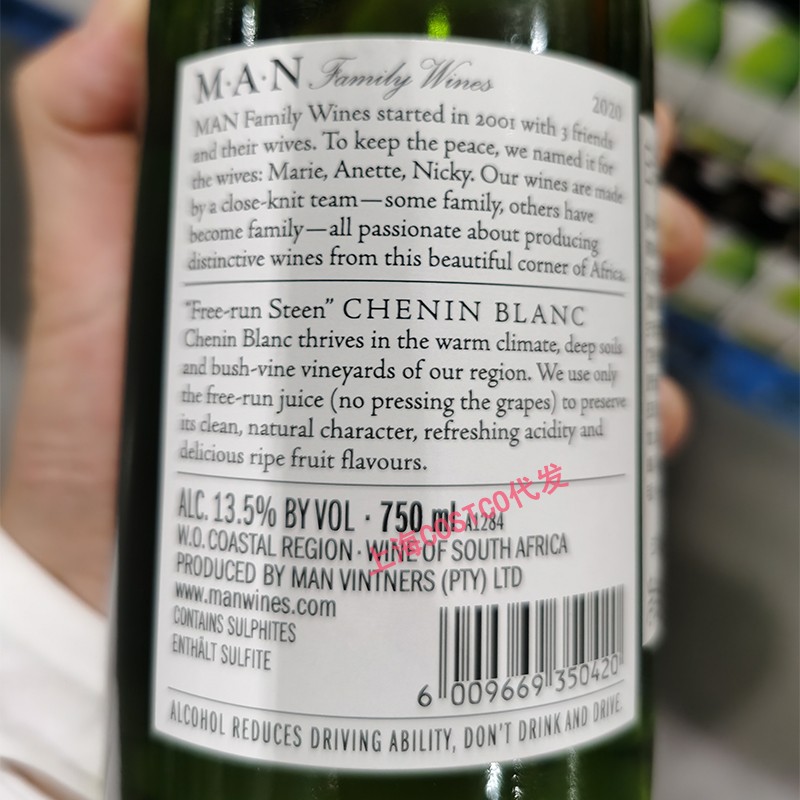 M·A·N Family Wines
2020
MAN Family Wines started in 2001 with 3 friends
and their wives. To keep the peace, we named it for
the wives: Marie, Anette, Nicky. Our wines are made
by a close-knit team—some family, others have
become family—all passionate about producing
distinctive wines from this beautiful corner of Africa.
"Free-run Steen" CHENIN BLANC
Chenin Blanc thrives in the warm climate, deep soils
and bush-vine vineyards of our region. We use only
the free-run juice (no pressing the grapes) to preserve
its clean, natural character, refreshing acidity and
delicious ripe fruit flavours.
ALC. 13.5% BY VOL · 750 ml A1284
上海COSTCO代发
W.O. COASTAL REGION · WINE OF SOUTH AFRICA
PRODUCED BY MAN VINTNERS (PTY) LTD
www.manwines.com
CONTAINS SULPHITES
ENTHÄLT SULFITE
6 009669 350420
ALCOHOL REDUCES DRIVING ABILITY, DON'T DRINK AND DRIVE.